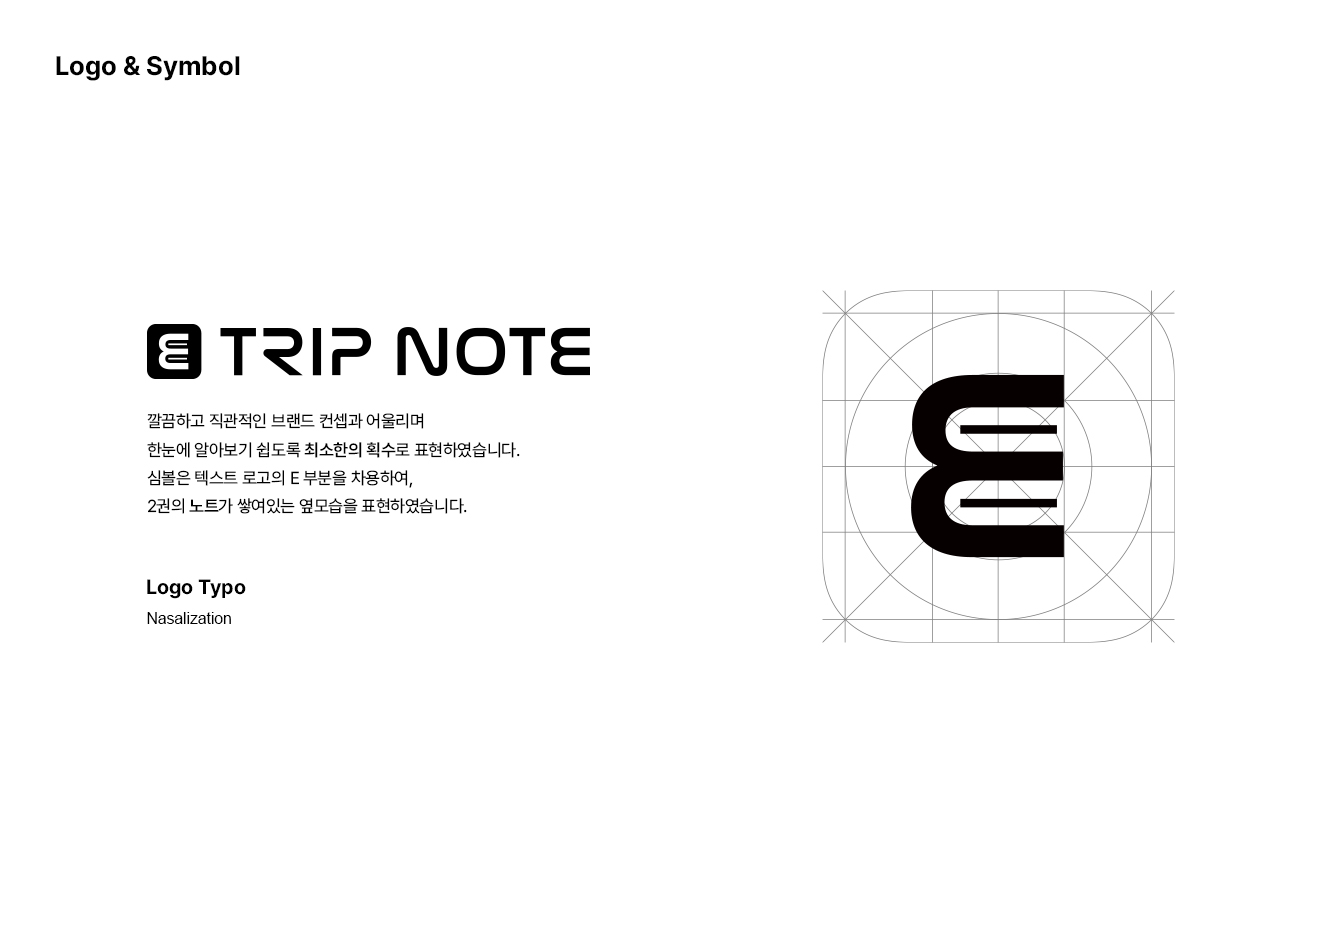 Logo & Symbol
TRIP NOTE
깔끔하고 직관적인 브랜드 컨셉과 어울리며
한눈에 알아보기 쉽도록 최소한의 획수로 표현하였습니다.
심볼은 텍스트 로고의 E 부분을 차용하여,
2권의 노트가 쌓여있는 옆모습을 표현하였습니다.
Logo Typo
Nasalization